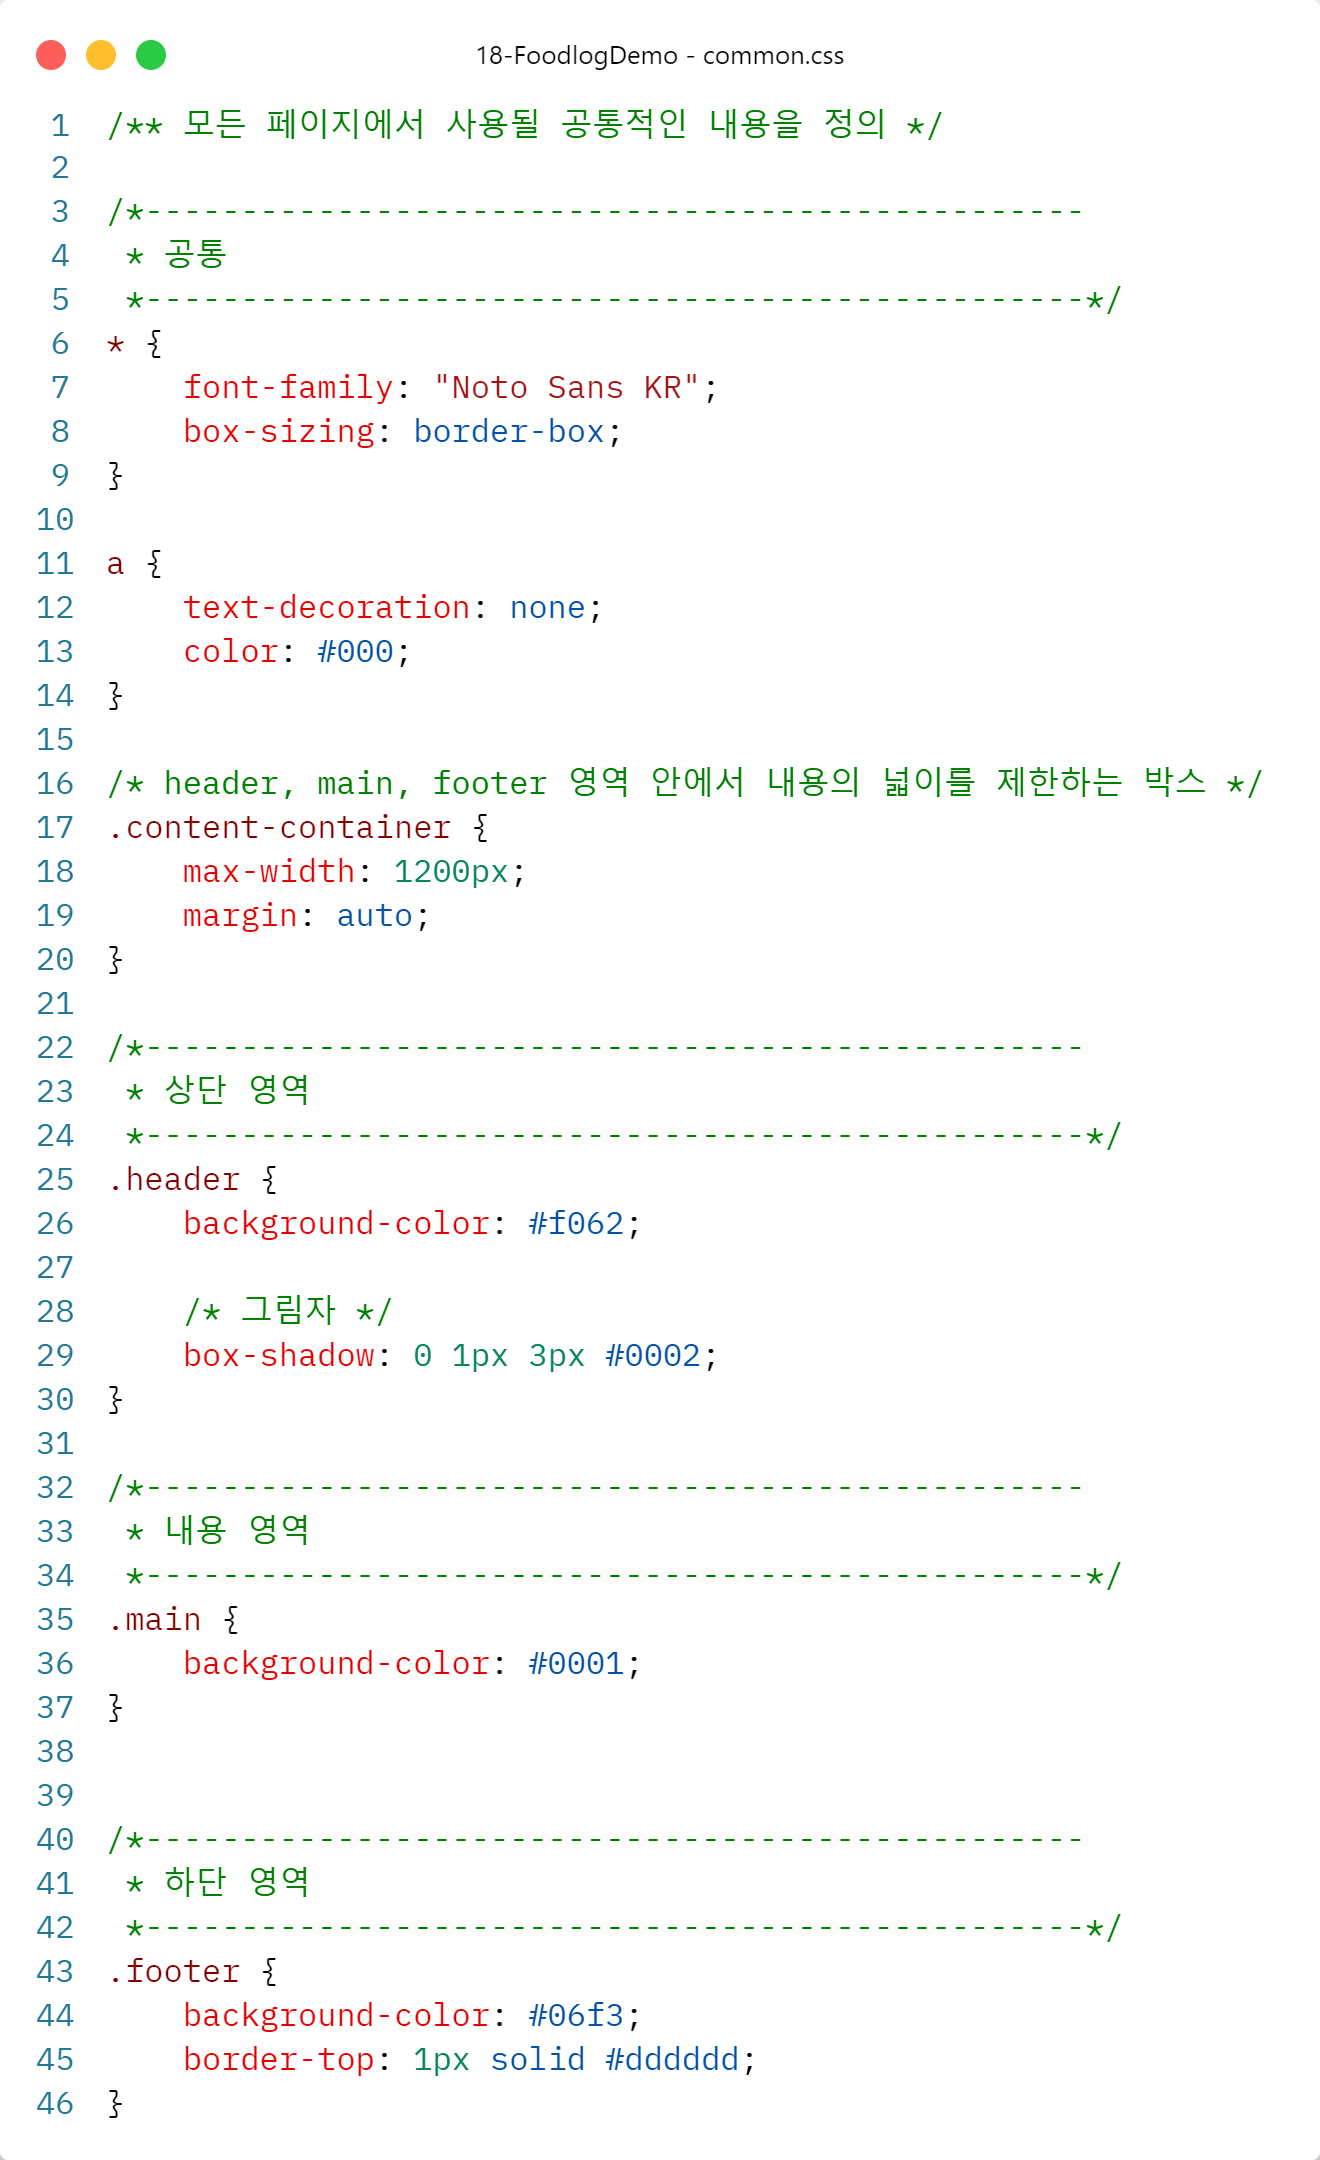 18-FoodlogDemo - common.css
1 /** 모든 페이지에서 사용될 공통적인 내용을 정의 */
2
3 /*-------------------------------------------------
4  * 공통
5  *-------------------------------------------------*/
6 * {
7     font-family: "Noto Sans KR";
8     box-sizing: border-box;
9 }
10
11 a {
12     text-decoration: none;
13     color: #000;
14 }
15
16 /* header, main, footer 영역 안에서 내용의 넓이를 제한하는 박스 */
17 .content-container {
18     max-width: 1200px;
19     margin: auto;
20 }
21
22 /*-------------------------------------------------
23  * 상단 영역
24  *-------------------------------------------------*/
25 .header {
26     background-color: #f062;
27
28     /* 그림자 */
29     box-shadow: 0 1px 3px #0002;
30 }
31
32 /*-------------------------------------------------
33  * 내용 영역
34  *-------------------------------------------------*/
35 .main {
36     background-color: #0001;
37 }
38
39
40 /*-------------------------------------------------
41  * 하단 영역
42  *-------------------------------------------------*/
43 .footer {
44     background-color: #06f3;
45     border-top: 1px solid #dddddd;
46 }